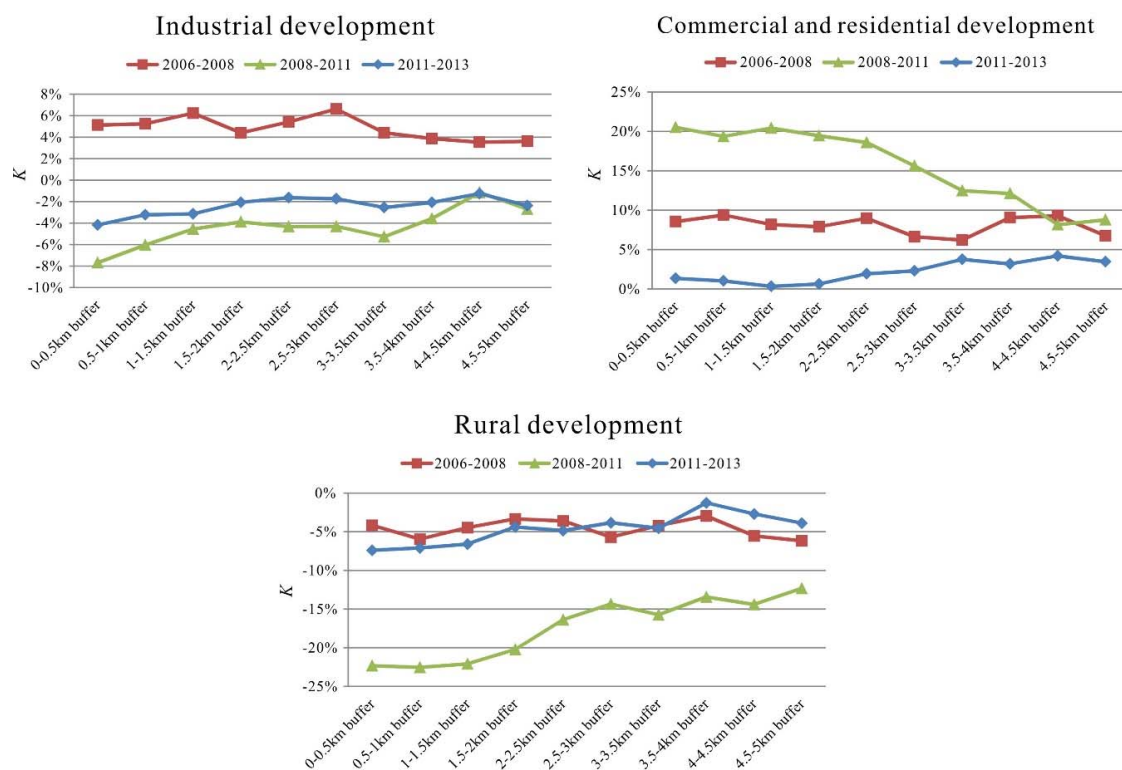 Industrial development
2006-2008 2008-2011 2011-2013
8%
6%
4%
2%
0%
-2%
-4%
-6%
-8%
-10%
K
0-0.5km buffer
0.5-1km buffer
1-1.5km buffer
1.5-2km buffer
2-2.5km buffer
2.5-3km buffer
3-3.5km buffer
3.5-4km buffer
4-4.5km buffer
4.5-5km buffer
Commercial and residential development
2006-2008 2008-2011 2011-2013
25%
20%
15%
10%
5%
0%
K
0-0.5km buffer
0.5-1km buffer
1-1.5km buffer
1.5-2km buffer
2-2.5km buffer
2.5-3km buffer
3-3.5km buffer
3.5-4km buffer
4-4.5km buffer
4.5-5km buffer
Rural development
2006-2008 2008-2011 2011-2013
0%
-5%
-10%
-15%
-20%
-25%
K
0-0.5km buffer
0.5-1km buffer
1-1.5km buffer
1.5-2km buffer
2-2.5km buffer
2.5-3km buffer
3-3.5km buffer
3.5-4km buffer
4-4.5km buffer
4.5-5km buffer